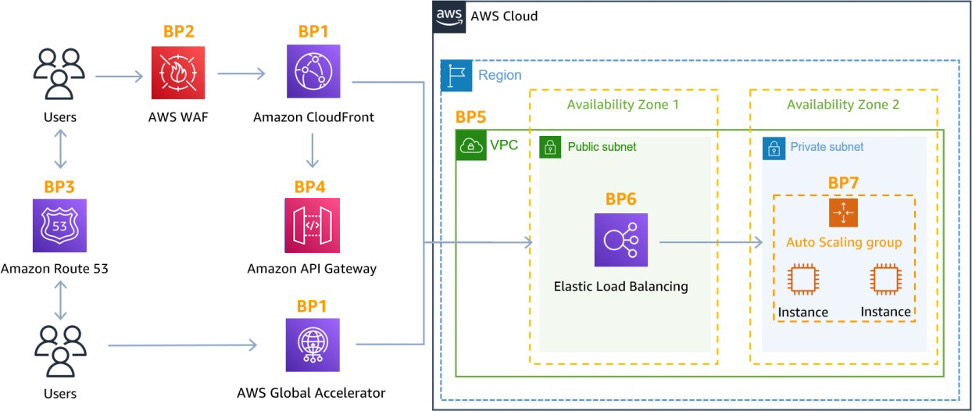 aws
AWS Cloud
BP2
BP1
Users
AWS WAF
Amazon CloudFront
Region
Availability Zone 1
Availability Zone 2
BP5
VPC
Public subnet
Private subnet
BP3
53
Amazon Route 53
BP4
Amazon API Gateway
BP6
Elastic Load Balancing
BP7
Auto Scaling group
Instance
Instance
BP1
Users
AWS Global Accelerator